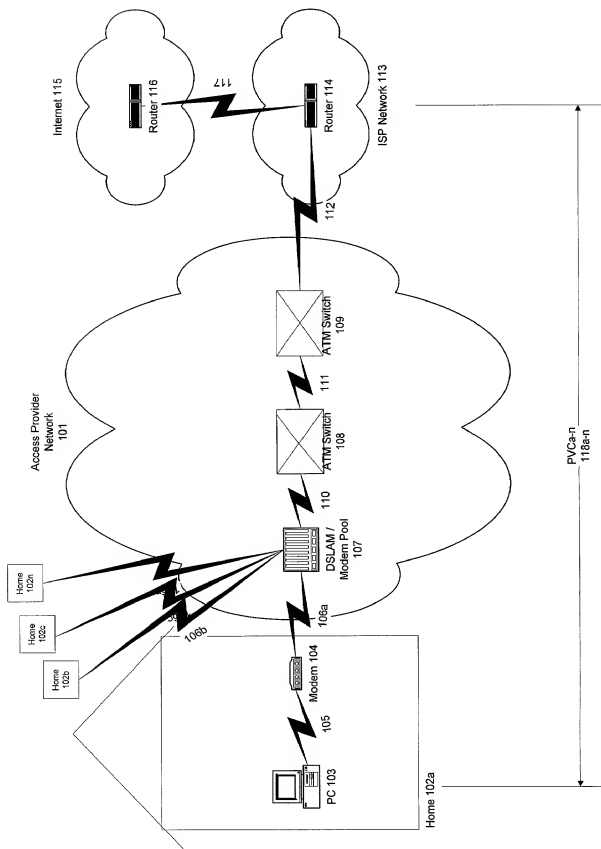 Internet 115
Router 116
117
Router 114
ISP Network 113
112
Access Provider
Network
101
ATM Switch
109
111
ATM Switch
108
110
DSLAM /
Modem Pool
107
Home
102n
Home
102c
Home
102b
106b
106a
Modem 104
105
PC 103
Home 102a
PVCa-n
118a-n